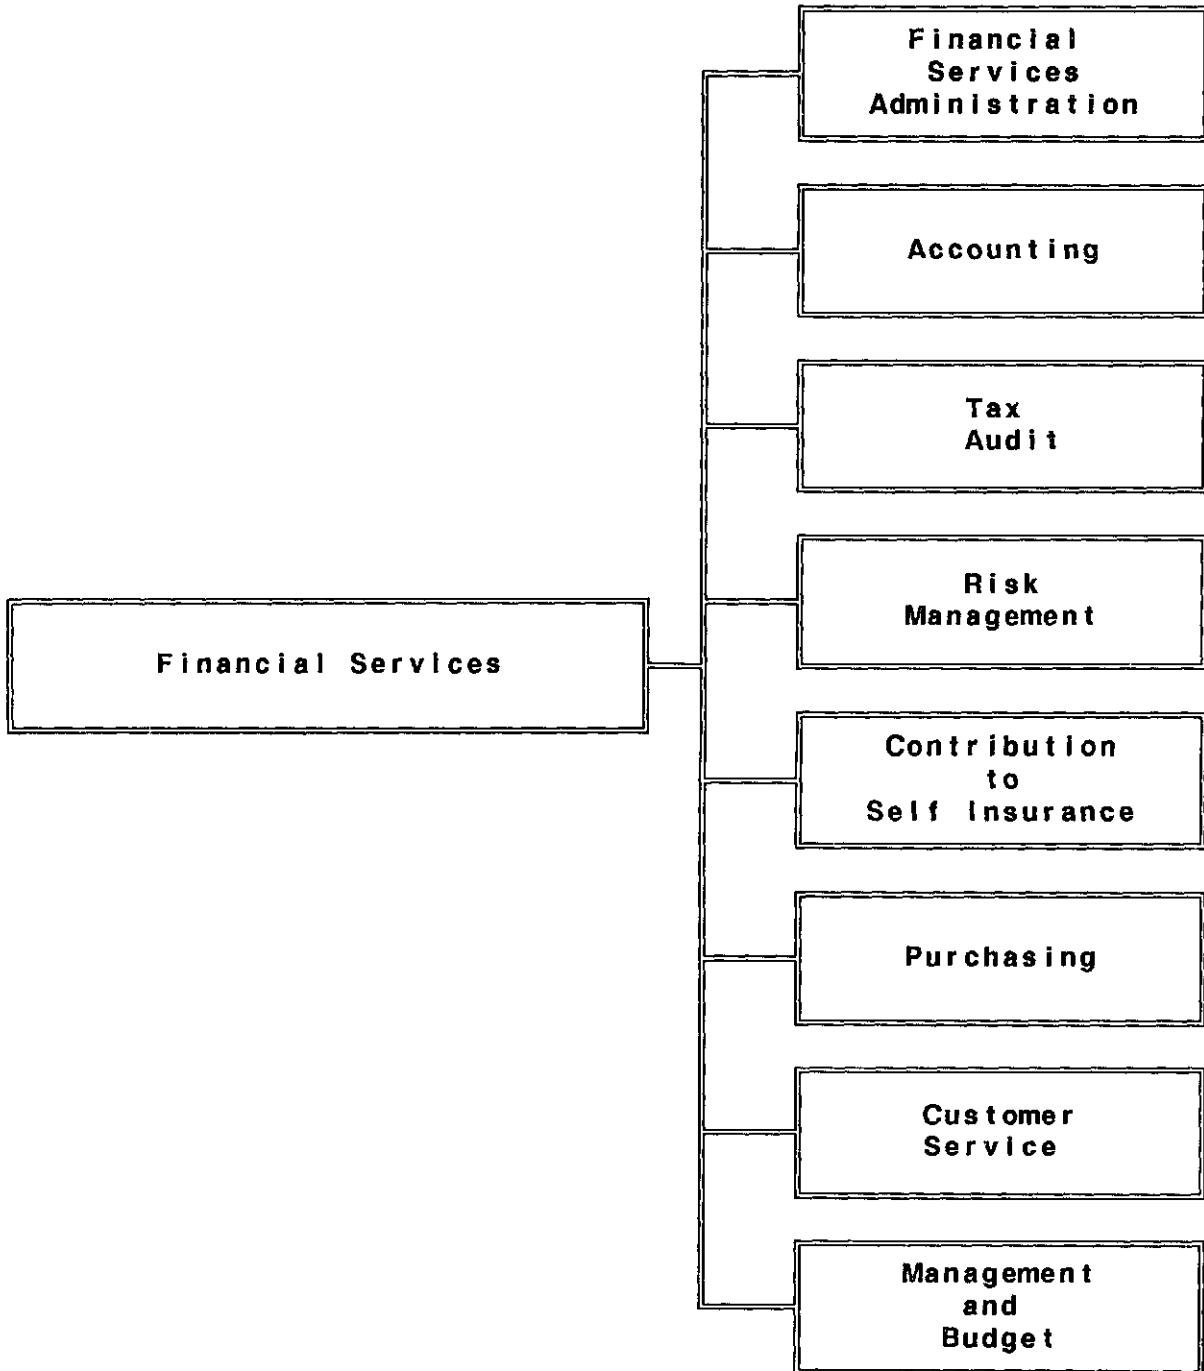 Financial
Services
Administration
Accounting
Tax
Audit
Risk
Management
Financial Services
Contribution
to
Self Insurance
Purchasing
Customer
Service
Management
and
Budget